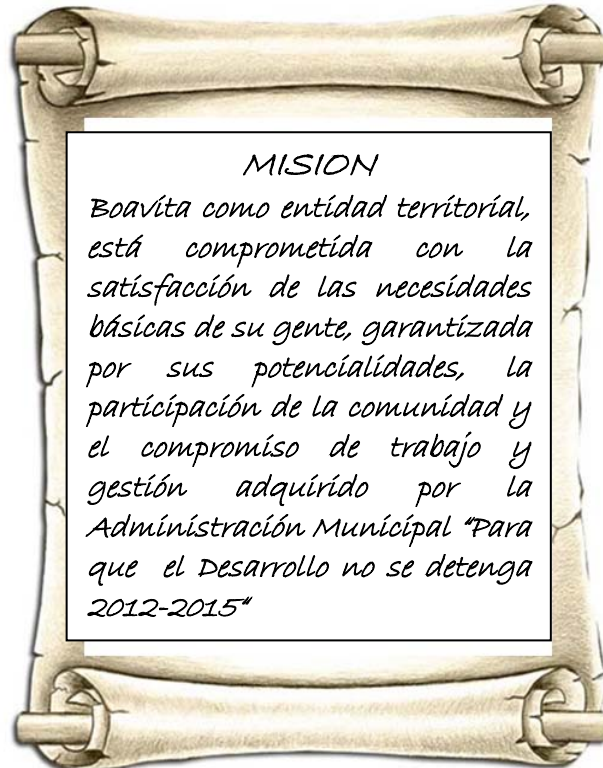 MISION
Boavita como entidad territorial,
está comprometida con la
satisfacción de las necesidades
básicas de su gente, garantizada
por sus potencialidades, la
participación de la comunidad y
el compromiso de trabajo y
gestión adquirido por la
Administración Municipal “Para
que el Desarrollo no se detenga
2012-2015“